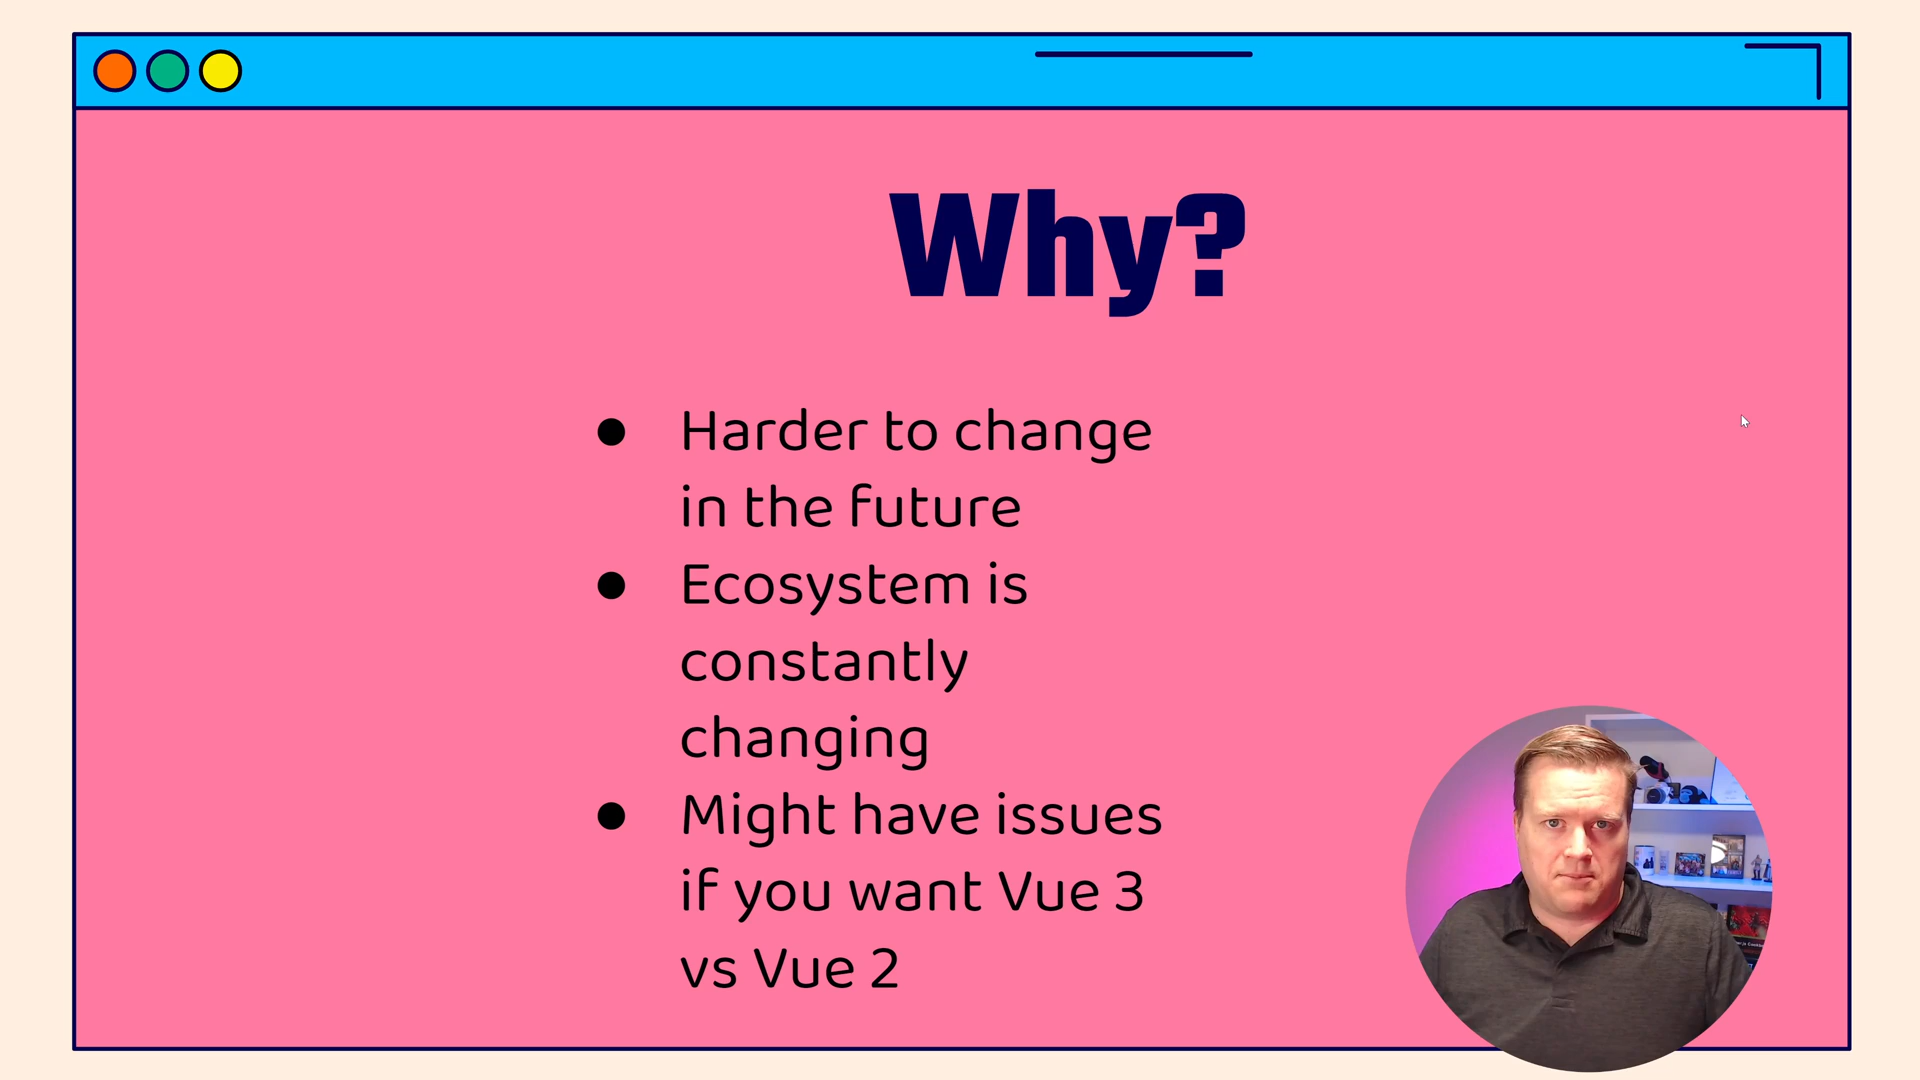 Why?
● Harder to change
in the future
● Ecosystem is
constantly
changing
● Might have issues
if you want Vue 3
vs Vue 2